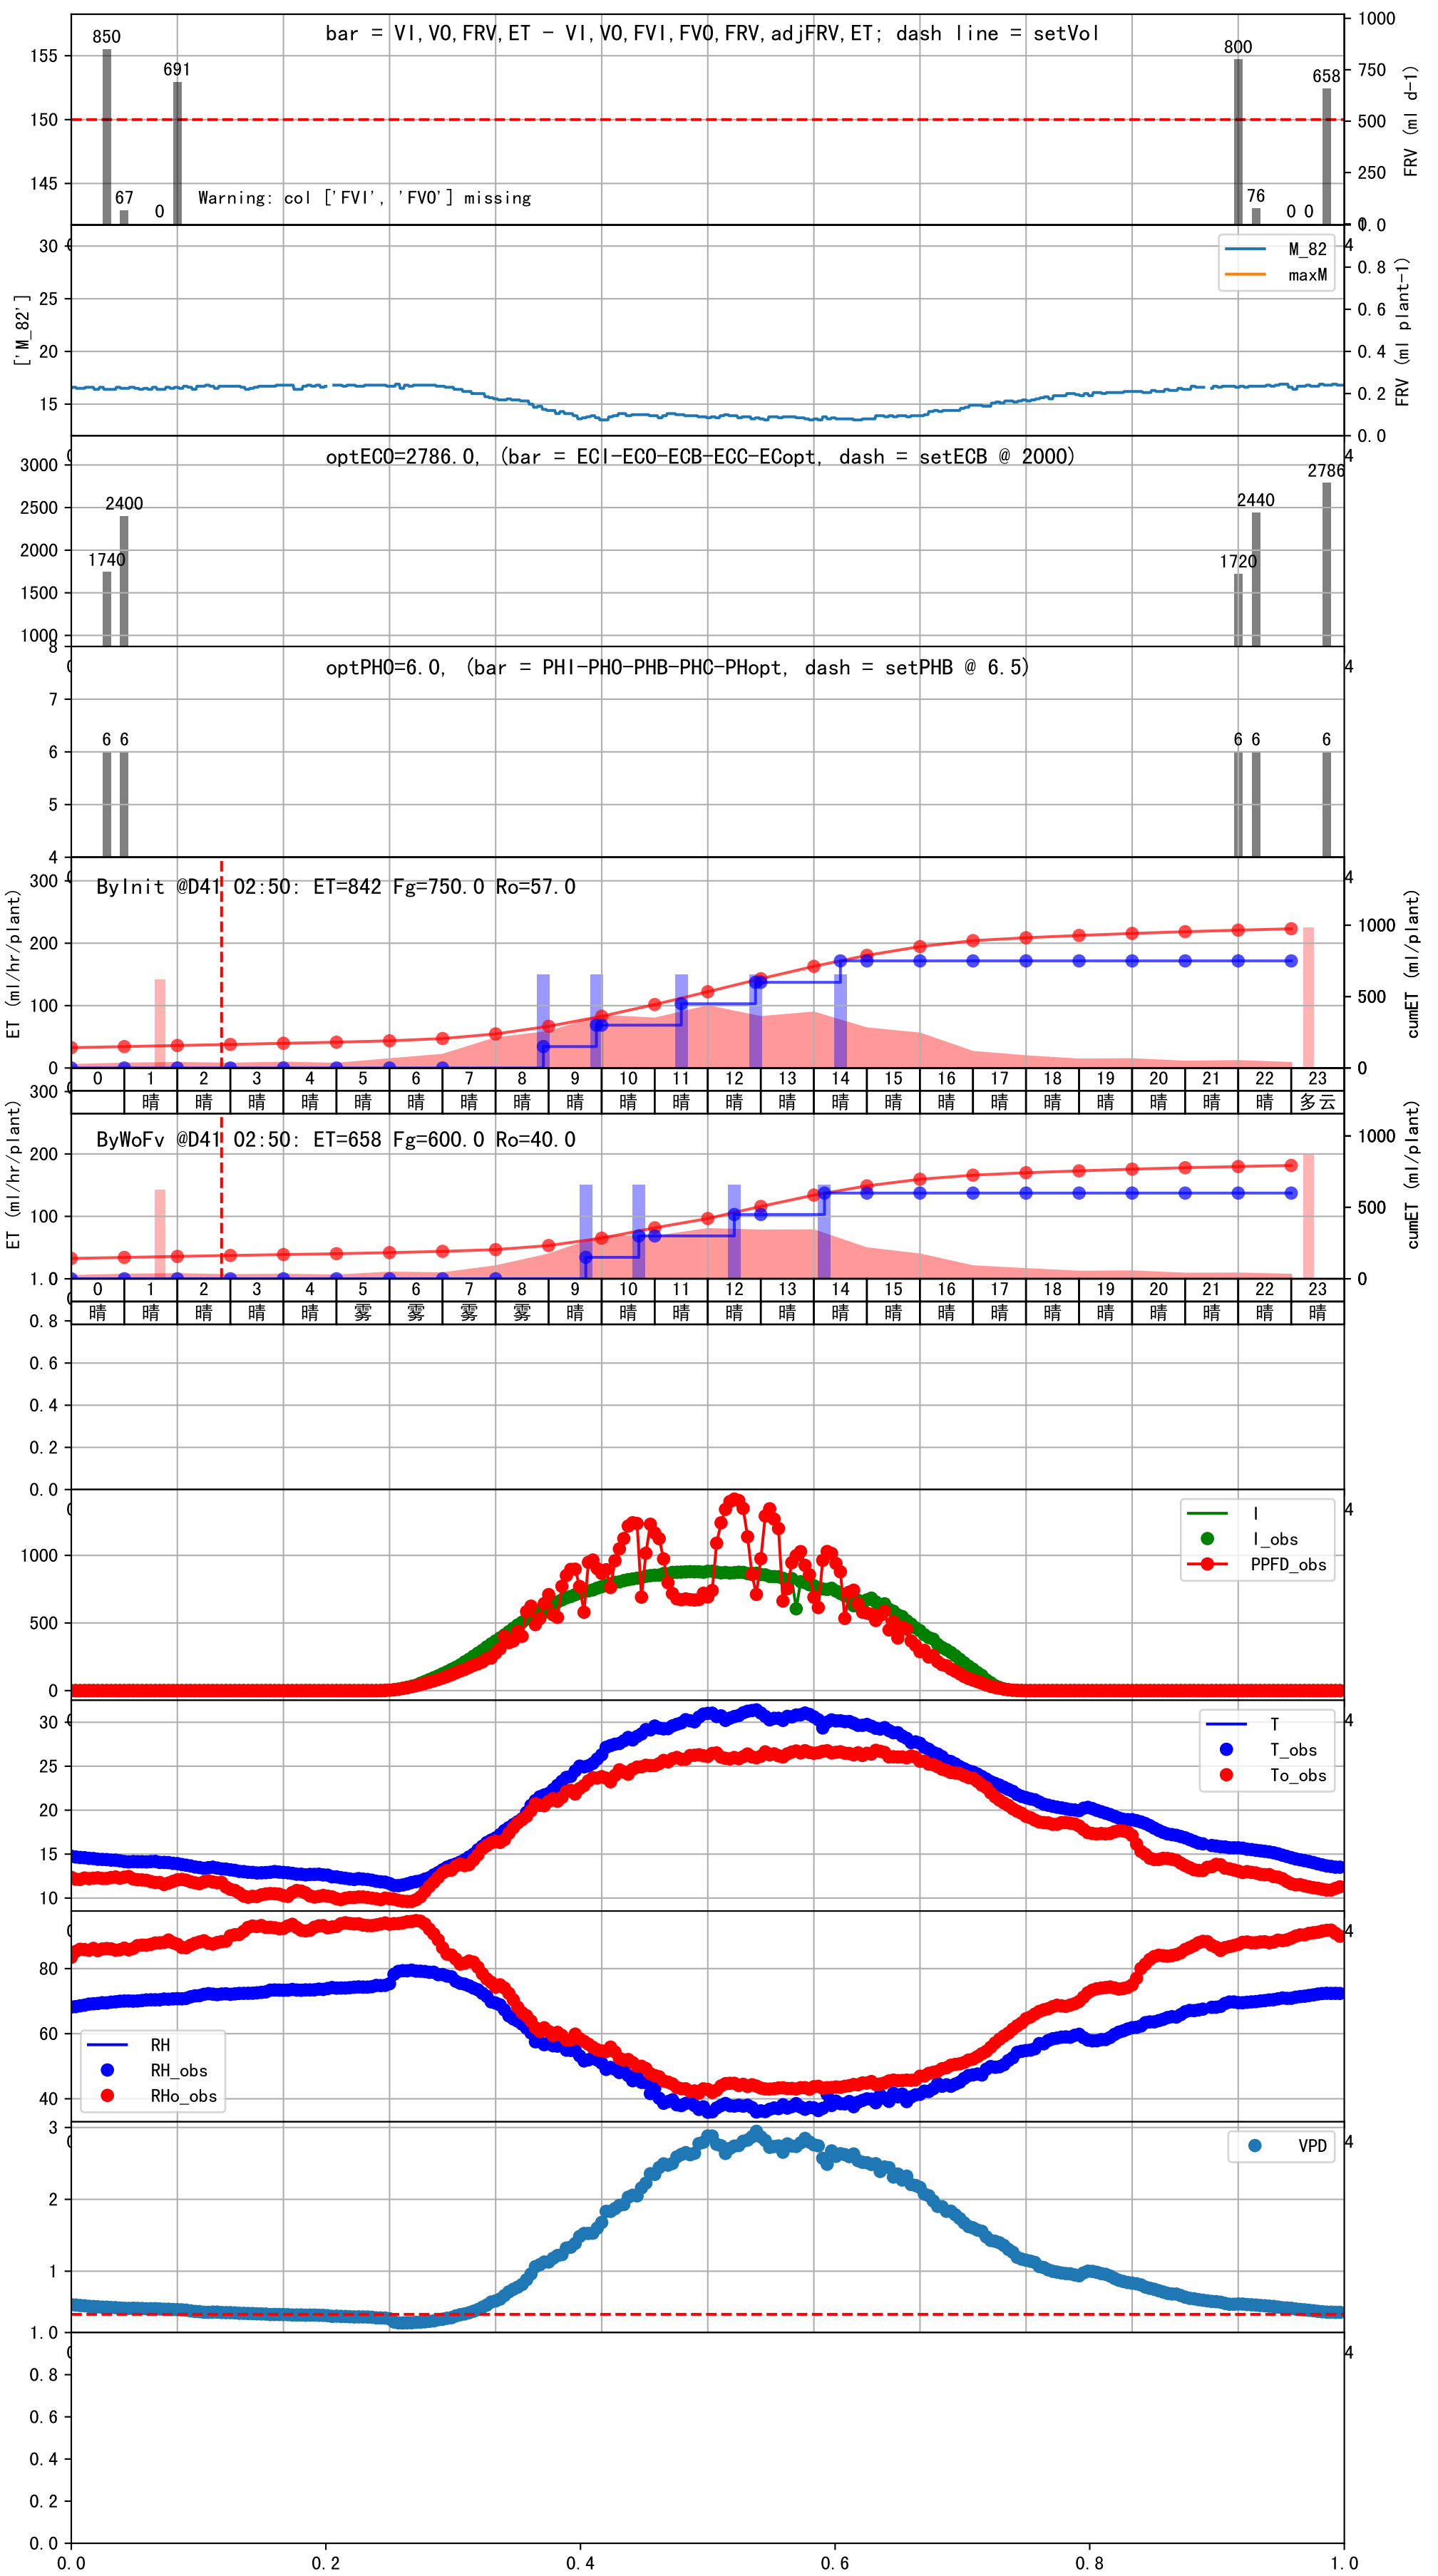 bar = VI,VO,FRV,ET - VI,VO,FVI,FVO,FRV,adjFRV,ET; dash line = setVol
850
67
0
691
800
76
0 0
658
Warning: col ['FVI', 'FVO'] missing
155
150
145
1000
750
500
250
0
FRV (ml d-1)
1.0
0.8
0.6
0.4
0.2
0.0
FRV (ml plant-1)
30
25
20
15
['M_82']
M_82
maxM
optECO=2786.0, (bar = ECI-ECO-ECB-ECC-ECopt, dash = setECB @ 2000)
3000
2500
2000
1500
1000
1740
2400
1720
2440
2786
optPHO=6.0, (bar = PHI-PHO-PHB-PHC-PHopt, dash = setPHB @ 6.5)
8
7
6
5
4
6 6
6 6
6
ByInit @D41 02:50: ET=842 Fg=750.0 Ro=57.0
300
200
100
0
ET (ml/hr/plant)
1000
500
0
cumET (ml/plant)
0 1 2 3 4 5 6 7 8 9 10 11 12 13 14 15 16 17 18 19 20 21 22 23
晴 晴 晴 晴 晴 晴 晴 晴 晴 晴 晴 晴 晴 晴 晴 晴 晴 晴 晴 晴 晴 晴 多云
ByWoFv @D41 02:50: ET=658 Fg=600.0 Ro=40.0
300
200
100
ET (ml/hr/plant)
1000
500
0
cumET (ml/plant)
0 1 2 3 4 5 6 7 8 9 10 11 12 13 14 15 16 17 18 19 20 21 22 23
晴 晴 晴 晴 晴 雾 雾 雾 雾 晴 晴 晴 晴 晴 晴 晴 晴 晴 晴 晴 晴 晴 晴 晴
1.0
0.8
0.6
0.4
0.2
0.0
1000
500
0
I
I_obs
PPFD_obs
30
25
20
15
10
T
T_obs
To_obs
80
60
40
RH
RH_obs
RHo_obs
3
2
1
VPD
1.0
0.8
0.6
0.4
0.2
0.0
0.0 0.2 0.4 0.6 0.8 1.0